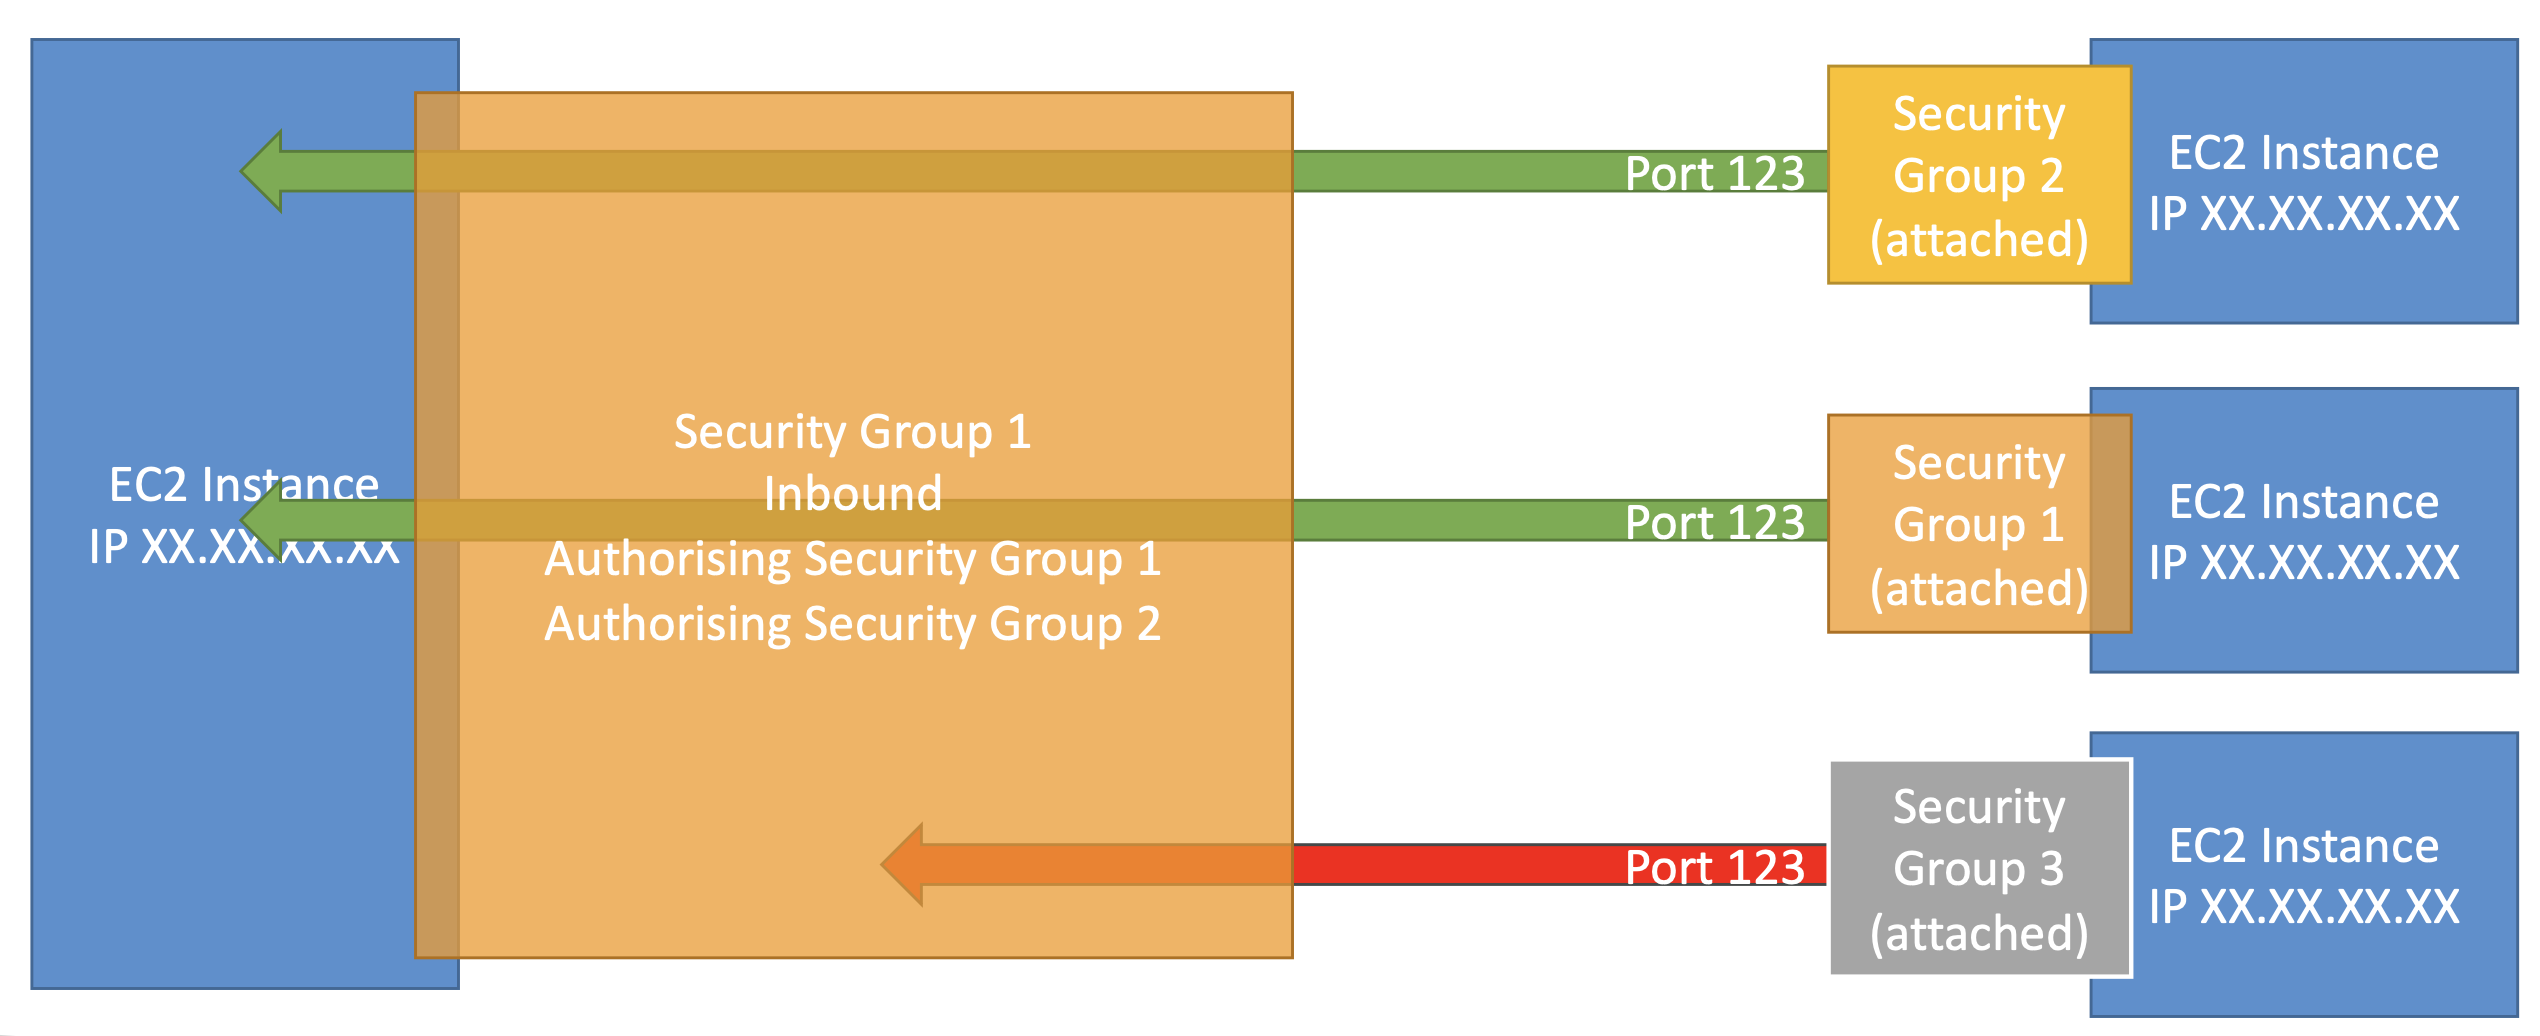 EC2 Instance
IP XX.XX.XX.XX
Security Group 1
Inbound
Authorising Security Group 1
Authorising Security Group 2
Port 123
Security
Group 2
(attached)
EC2 Instance
IP XX.XX.XX.XX
Port 123
Security
Group 1
(attached)
EC2 Instance
IP XX.XX.XX.XX
Port 123
Security
Group 3
(attached)
EC2 Instance
IP XX.XX.XX.XX